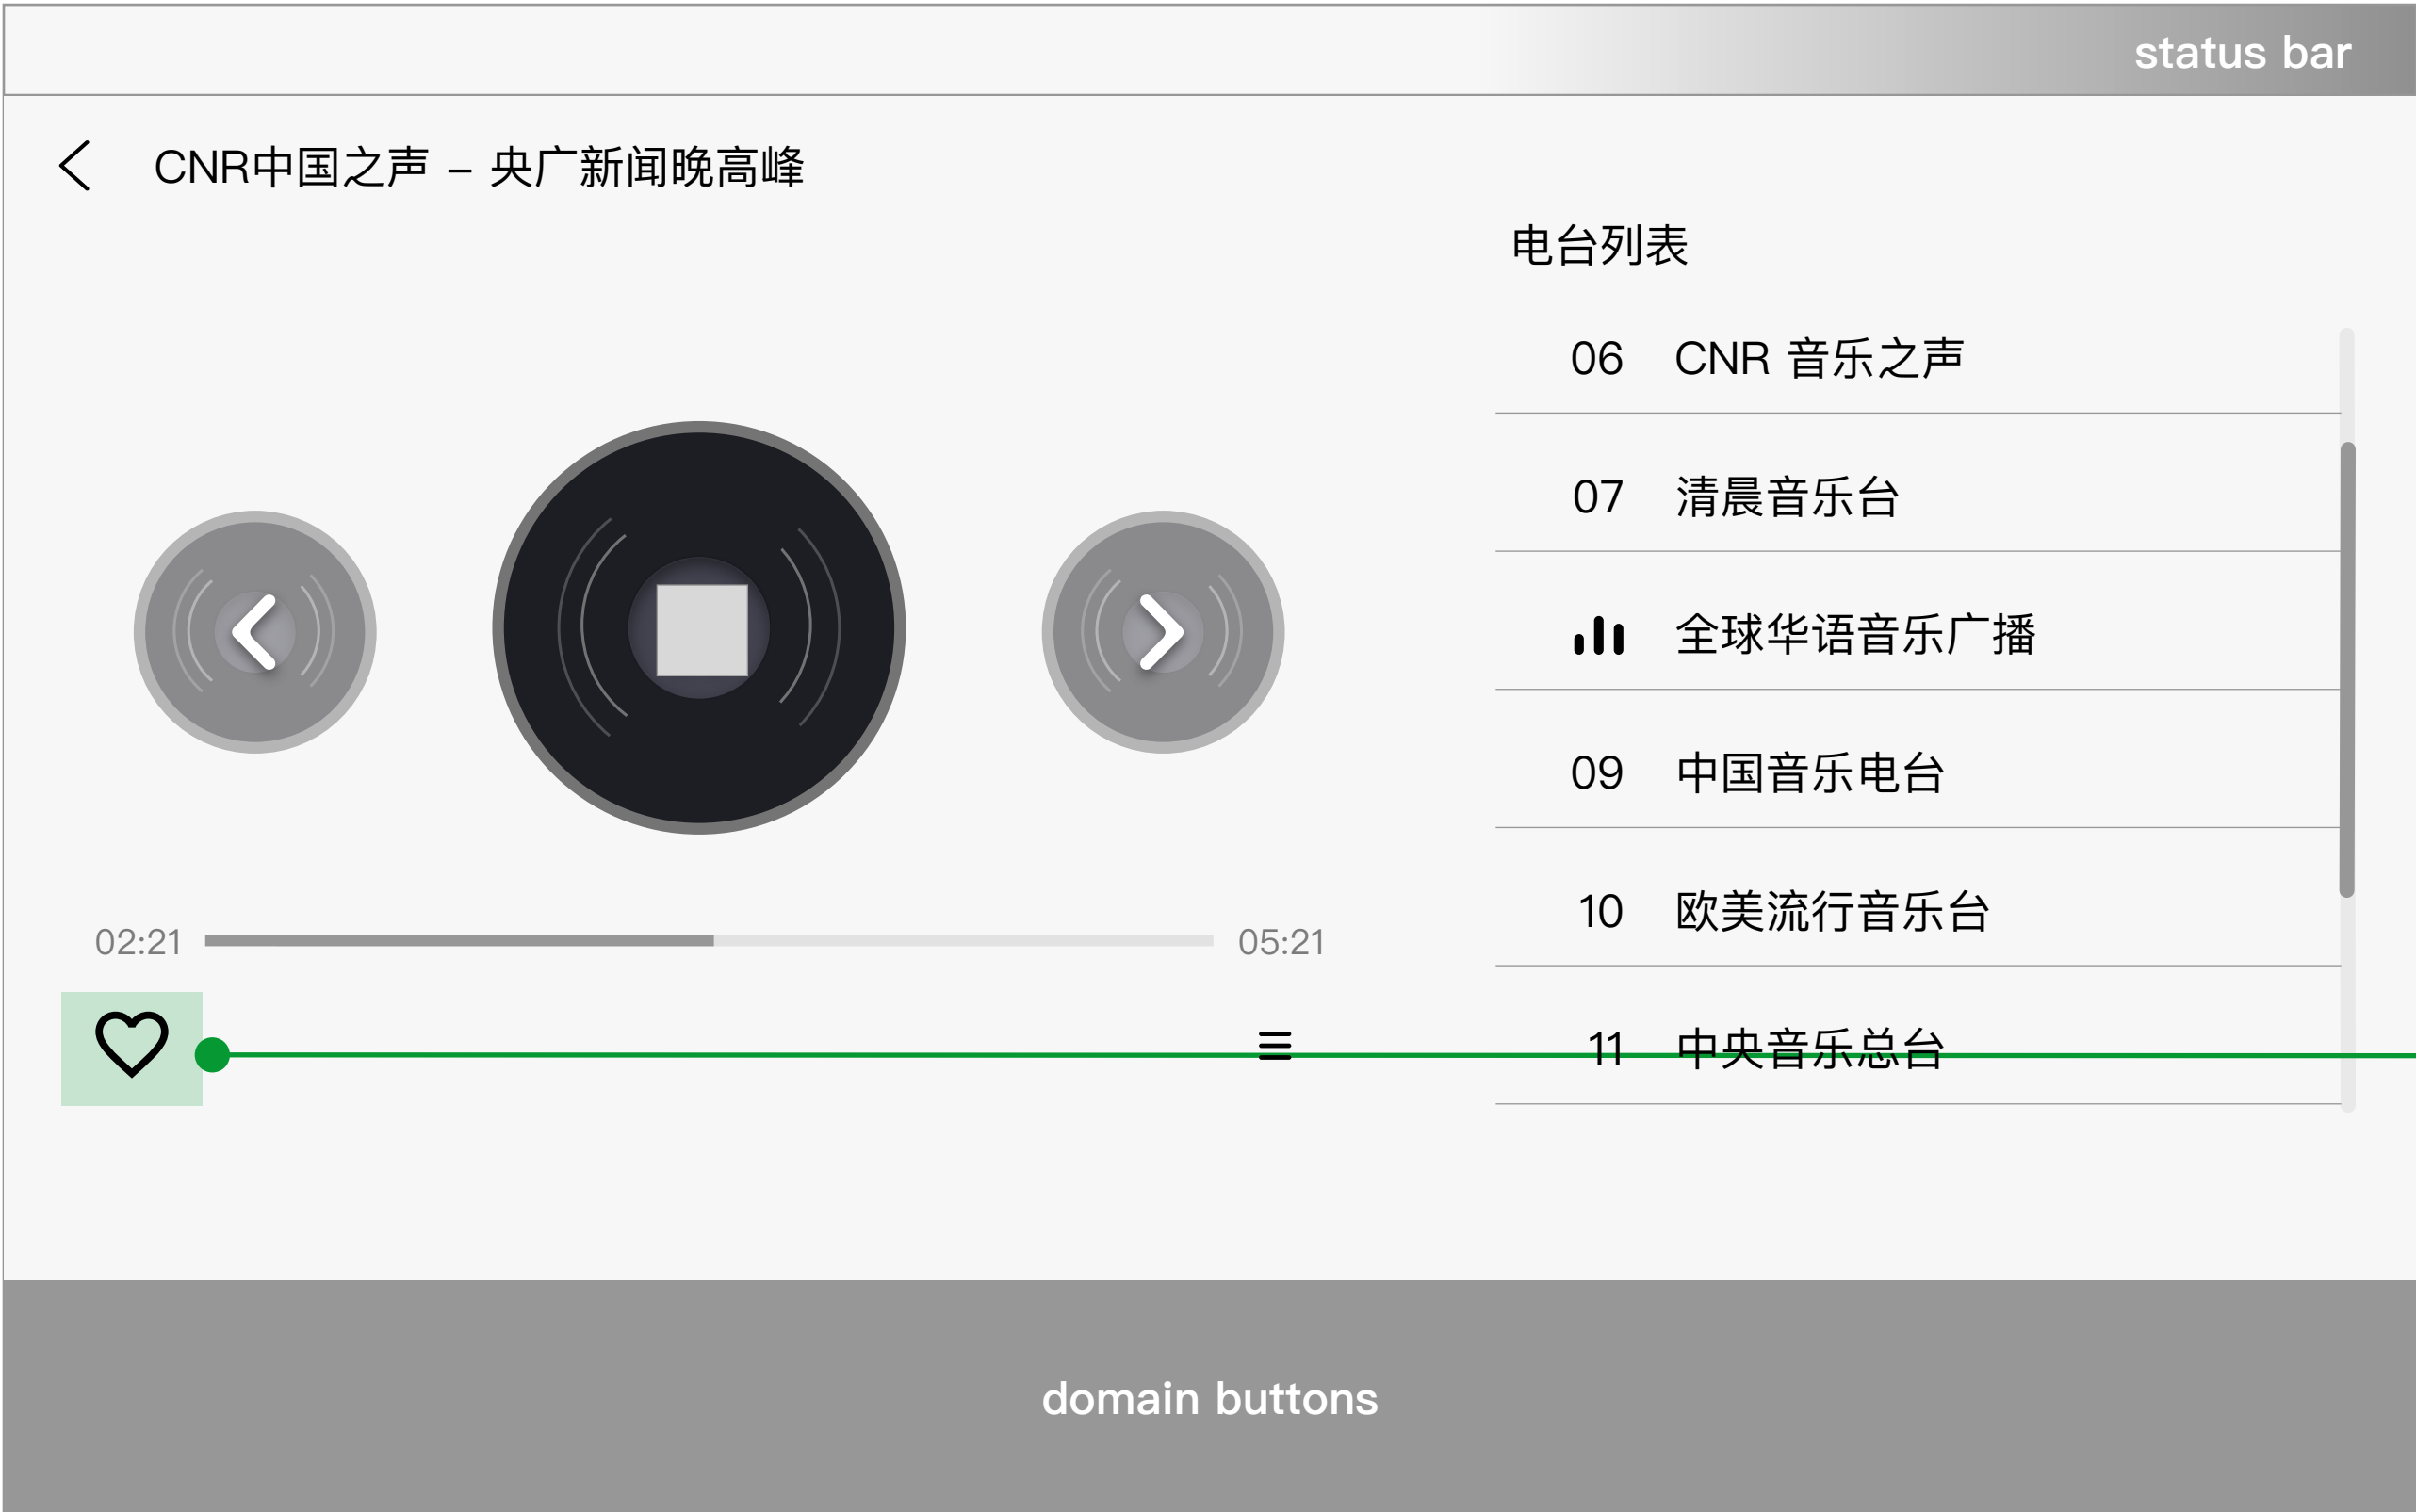 status bar
CNR中国之声 – 央广新闻晚高峰
电台列表
06 CNR 音乐之声
07 清晨音乐台
全球华语音乐广播
09 中国音乐电台
10 欧美流行音乐台
11 中央音乐总台
02:21 05:21
domain buttons